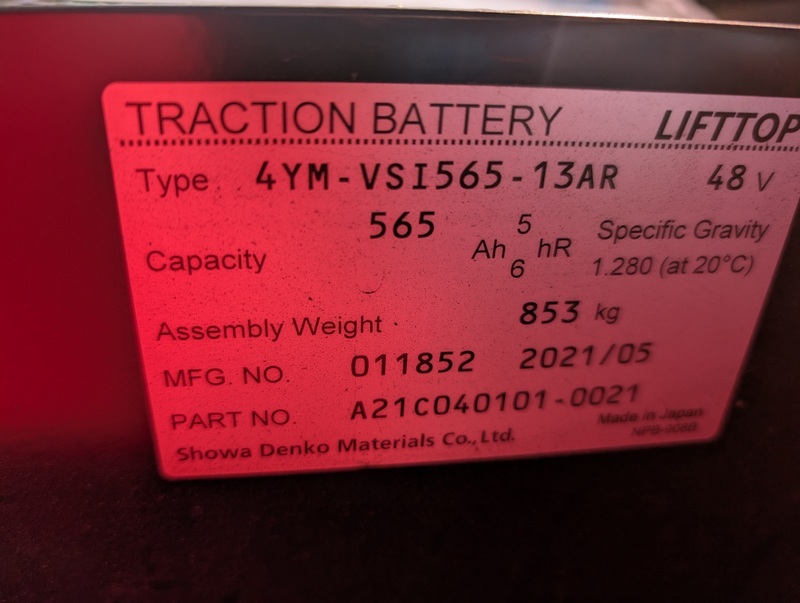 TRACTION BATTERY LIFTTOP
Type 4YM-VSI565-13AR 48 V
565 5 Specific Gravity
Capacity Ah hR 1.280 (at 20°C)
6
Assembly Weight 853 kg
MFG. NO. 011852 2021/05
PART NO. A21C040101-0021
Made in Japan
Showa Denko Materials Co., Ltd.